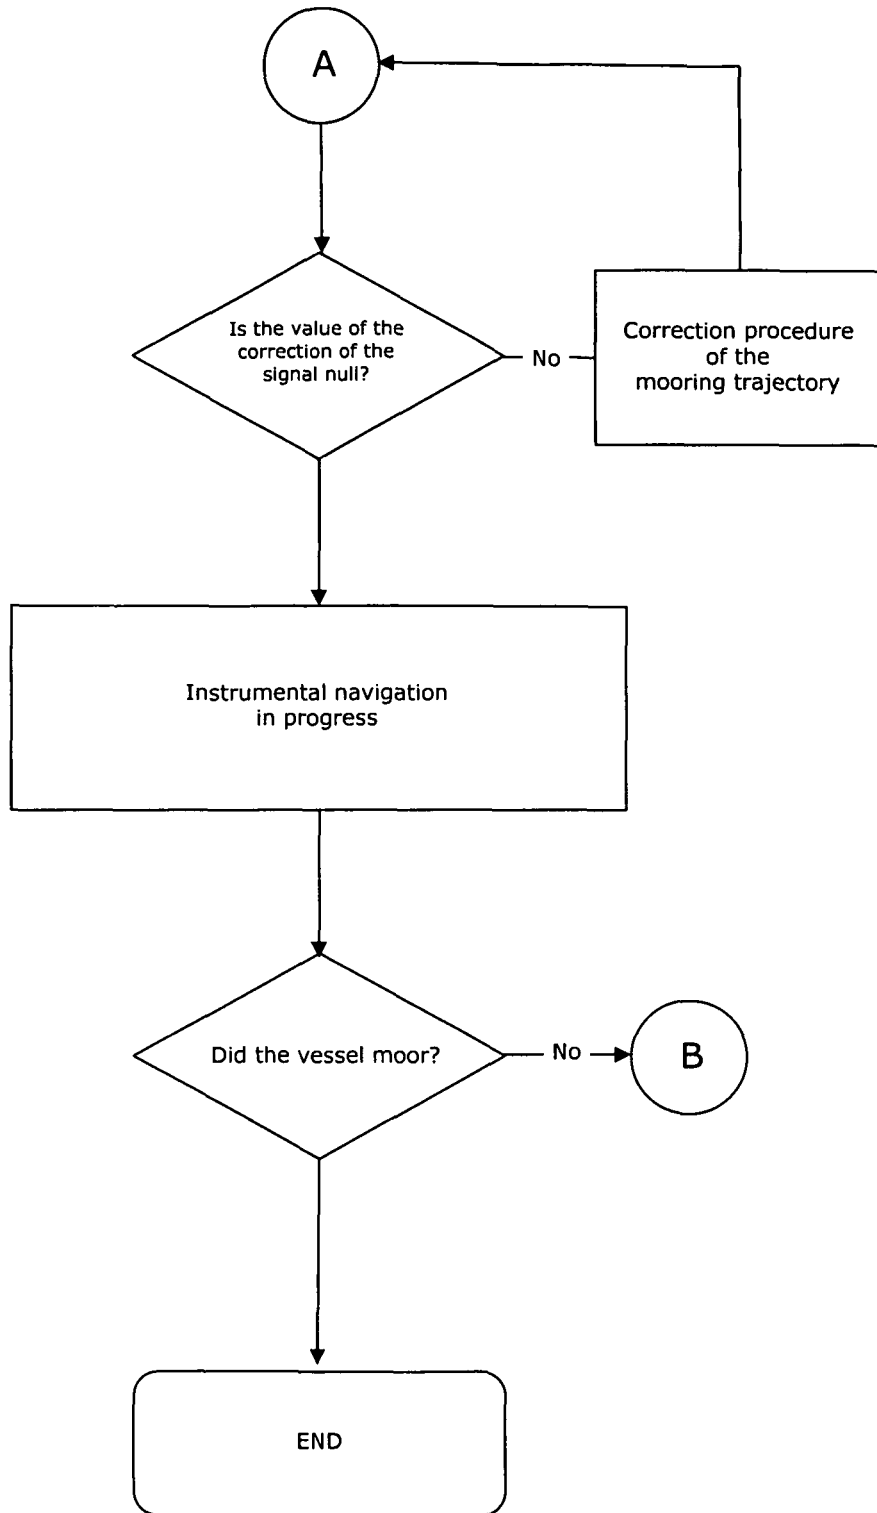 A
Is the value of the
correction of the
signal null?
No
Correction procedure
of the
mooring trajectory
Instrumental navigation
in progress
Did the vessel moor?
No
B
END